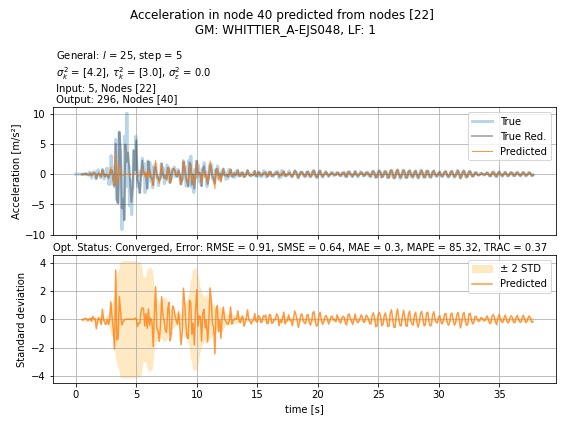 Acceleration in node 40 predicted from nodes [22]
GM: WHITTIER_A-EJS048, LF: 1
General: l = 25, step = 5
σ²ₖ = [4.2], τ²ₖ = [3.0], σ²ε = 0.0
Input: 5, Nodes [22]
Output: 296, Nodes [40]
10
5
0
−5
−10
Acceleration [m/s²]
True
True Red.
Predicted
Opt. Status: Converged, Error: RMSE = 0.91, SMSE = 0.64, MAE = 0.3, MAPE = 85.32, TRAC = 0.37
4
2
0
−2
−4
Standard deviation
± 2 STD
Predicted
0 5 10 15 20 25 30 35
time [s]